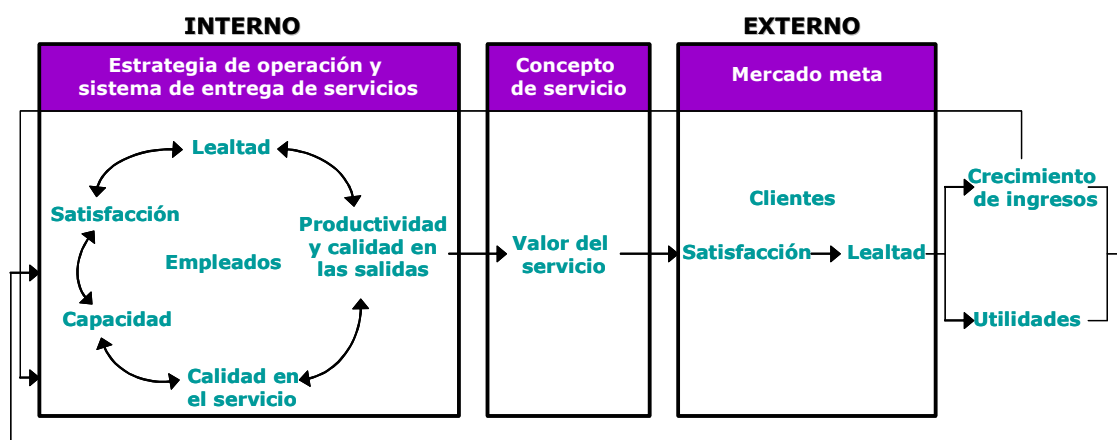 INTERNO
EXTERNO
Estrategia de operación y
sistema de entrega de servicios
Concepto
de servicio
Mercado meta
Lealtad
Satisfacción
Productividad
y calidad en
las salidas
Empleados
Capacidad
Calidad en
el servicio
Valor del
servicio
Clientes
Satisfacción
Lealtad
Crecimiento
de ingresos
Utilidades